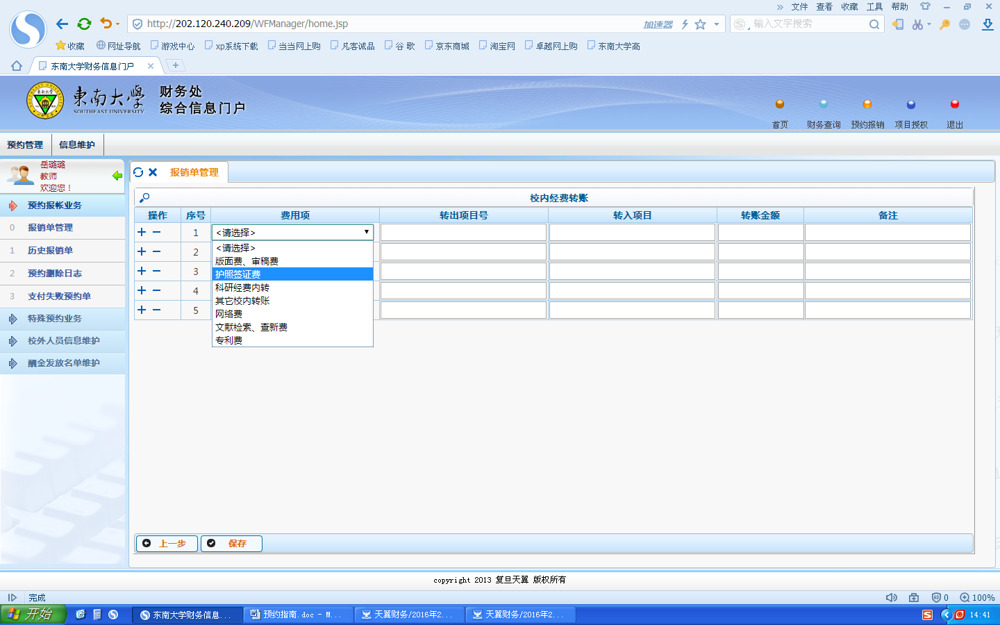 » 文件 查看 收藏 工具 帮助
http://202.120.240.209/WFManager/home.jsp 加速器 输入文字搜索
收藏 网址导航 游戏中心 xp系统下载 当当网上购 凡客诚品 谷 歌 京东商城 淘宝网 卓越网上购 东南大学高
东南大学财务信息门户
東南大學 财务处
SOUTHEAST UNIVERSITY 综合信息门户
首页 财务查询 预约报销 项目授权 退出
预约管理 信息维护
岳璐璐
教师
欢迎您！
报销单管理
预约报帐业务
0 报销单管理
1 历史报销单
2 预约删除日志
3 支付失败预约单
特殊预约业务
校外人员信息维护
酬金发放名单维护
校内经费转账
操作 序号 费用项 转出项目号 转入项目 转账金额 备注
1 <请选择>
2
3
4
5
<请选择>
版面费、审稿费
护照签证费
科研经费内转
其它校内转账
网络费
文献检索、查新费
专利费
上一步 保存
copyright 2013 复旦天翼 版权所有
完成 0 100%
开始 东南大学财务信息... 预约指南.doc - M... 天翼财务/2016年2... 天翼财务/2016年2... 14:41